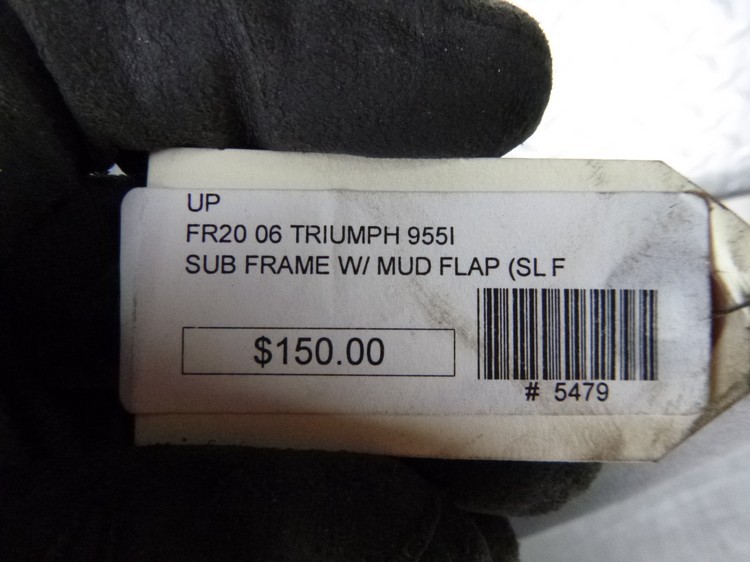 UP
FR20 06 TRIUMPH 955I
SUB FRAME W/ MUD FLAP (SL F
$150.00
# 5479